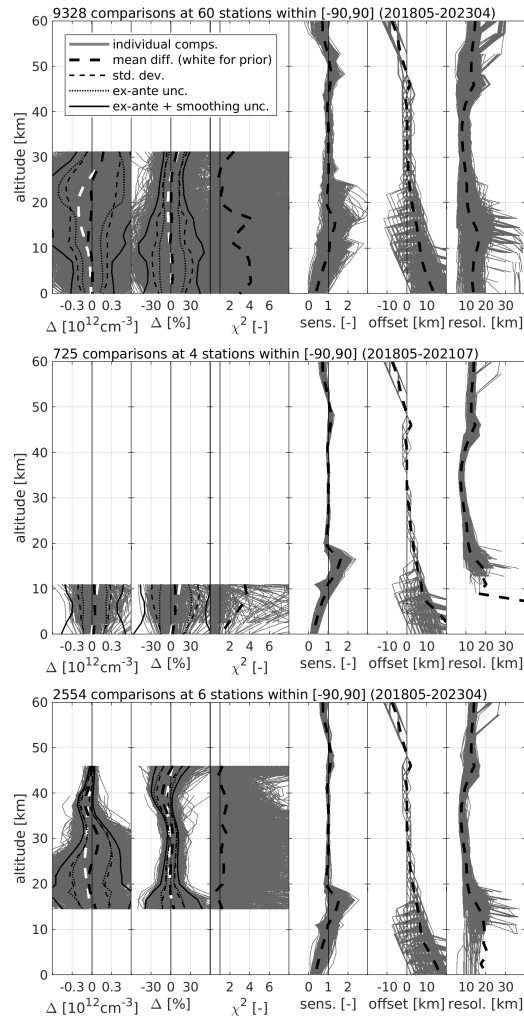 9328 comparisons at 60 stations within [-90,90] (201805-202304)
individual comps.
mean diff. (white for prior)
std. dev.
ex-ante unc.
ex-ante + smoothing unc.
altitude [km]
60
50
40
30
20
10
0
-0.3 0 0.3
-30 0 30
2 4 6
0 1 2
-10 0 10
10 20 30
Δ [10¹²cm⁻³]
Δ [%]
χ² [-]
sens. [-]
offset [km]
resol. [km]
725 comparisons at 4 stations within [-90,90] (201805-202107)
altitude [km]
60
50
40
30
20
10
0
-0.3 0 0.3
-30 0 30
2 4 6
0 1 2
-10 0 10
10 20 30
Δ [10¹²cm⁻³]
Δ [%]
χ² [-]
sens. [-]
offset [km]
resol. [km]
2554 comparisons at 6 stations within [-90,90] (201805-202304)
altitude [km]
60
50
40
30
20
10
0
-0.3 0 0.3
-30 0 30
2 4 6
0 1 2
-10 0 10
10 20 30
Δ [10¹²cm⁻³]
Δ [%]
χ² [-]
sens. [-]
offset [km]
resol. [km]